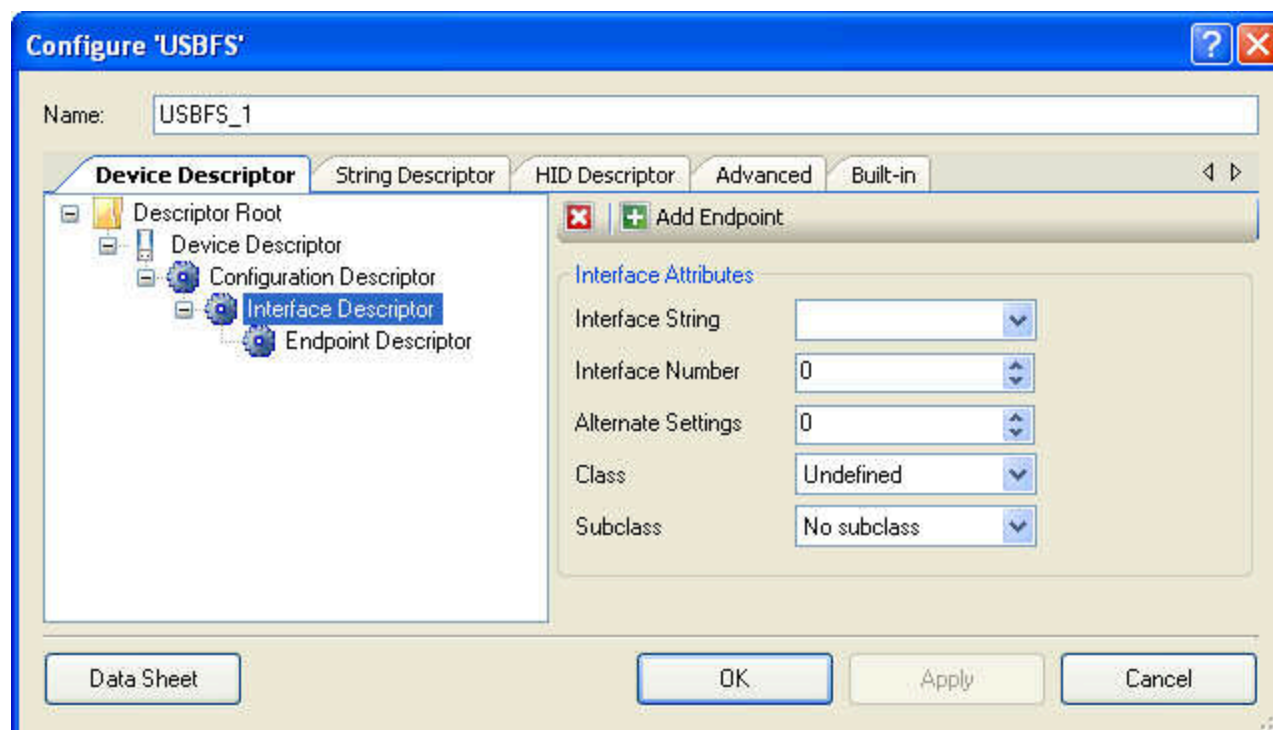 Configure 'USBFS'
Name: USBFS_1
Device Descriptor String Descriptor HID Descriptor Advanced Built-in
Descriptor Root
Device Descriptor
Configuration Descriptor
Interface Descriptor
Endpoint Descriptor
Add Endpoint
Interface Attributes
Interface String
Interface Number 0
Alternate Settings 0
Class Undefined
Subclass No subclass
Data Sheet OK Apply Cancel